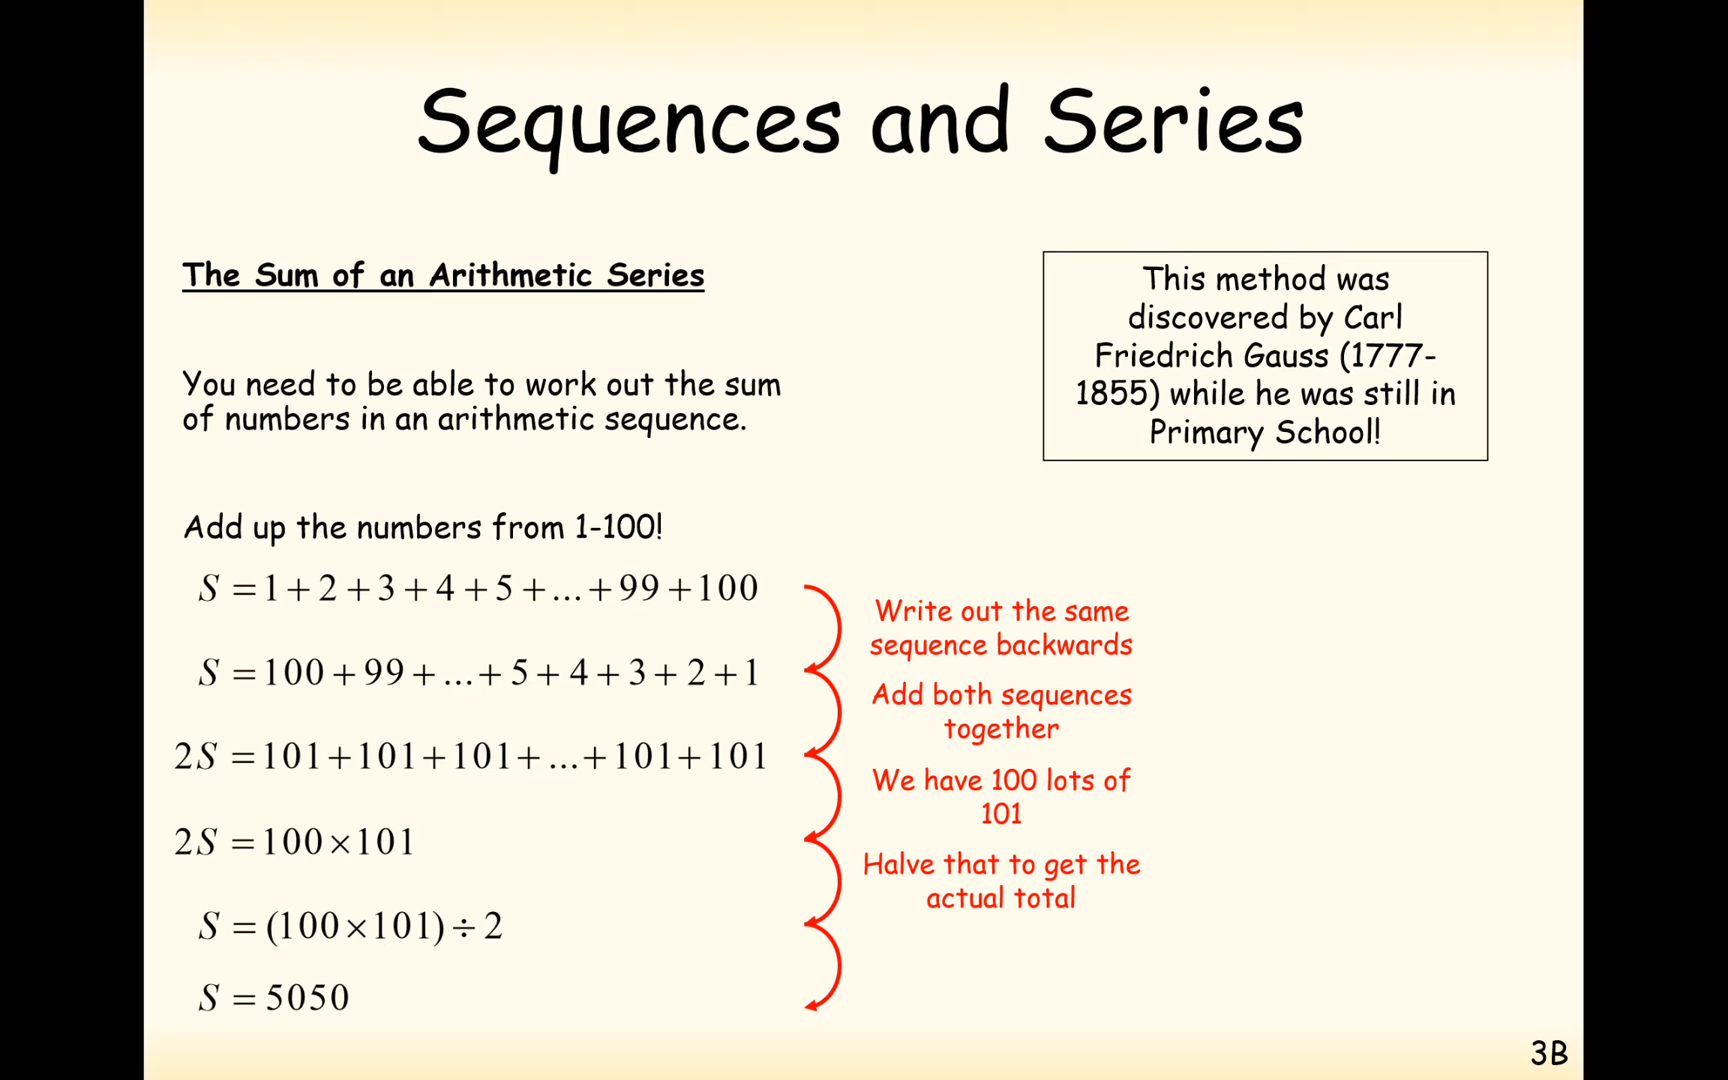 Sequences and Series
The Sum of an Arithmetic Series
You need to be able to work out the sum
of numbers in an arithmetic sequence.
This method was
discovered by Carl
Friedrich Gauss (1777-
1855) while he was still in
Primary School!
Add up the numbers from 1-100!
S = 1 + 2 + 3 + 4 + 5 + ... + 99 + 100
Write out the same
sequence backwards
S = 100 + 99 + ... + 5 + 4 + 3 + 2 + 1
Add both sequences
together
2S = 101 + 101 + 101 + ... + 101 + 101
We have 100 lots of
101
2S = 100 × 101
Halve that to get the
actual total
S = (100 × 101) ÷ 2
S = 5050
3B